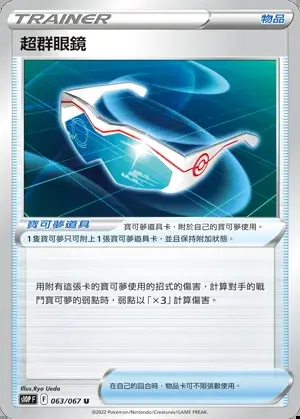 TRAINER 物品
超群眼鏡
寶可夢道具 寶可夢道具卡,附於自己的寶可夢使用。
1隻寶可夢只可附上1張寶可夢道具卡,並且保持附加狀態。
用附有這張卡的寶可夢使用的招式的傷害,計算對手的戰
鬥寶可夢的弱點時,弱點以「×3」計算傷害。
Illus.Ryo Ueda
S10P F F 063/067 U
在自己的回合時,物品卡可不限張數使用。
©2022 Pokémon/Nintendo/Creatures/GAME FREAK.